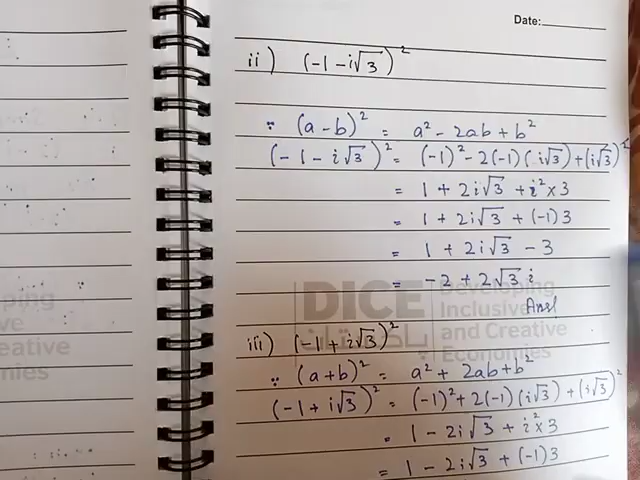 Date:
ii) (-1 - i√3)²
∵ (a - b)² = a² - 2ab + b²
(-1 - i√3)² = (-1)² - 2(-1)(i√3) + (i√3)²
= 1 + 2i√3 + i² × 3
= 1 + 2i√3 + (-1)3
= 1 + 2i√3 - 3
= -2 + 2√3 i
Ans
DICE
Developing
Inclusive
and Creative
Economies
iii) (-1 + i√3)²
∵ (a+b)² = a² + 2ab + b²
(-1 + i√3)² = (-1)² + 2(-1)(i√3) + (i√3)²
= 1 - 2i√3 + i² × 3
= 1 - 2i√3 + (-1)3